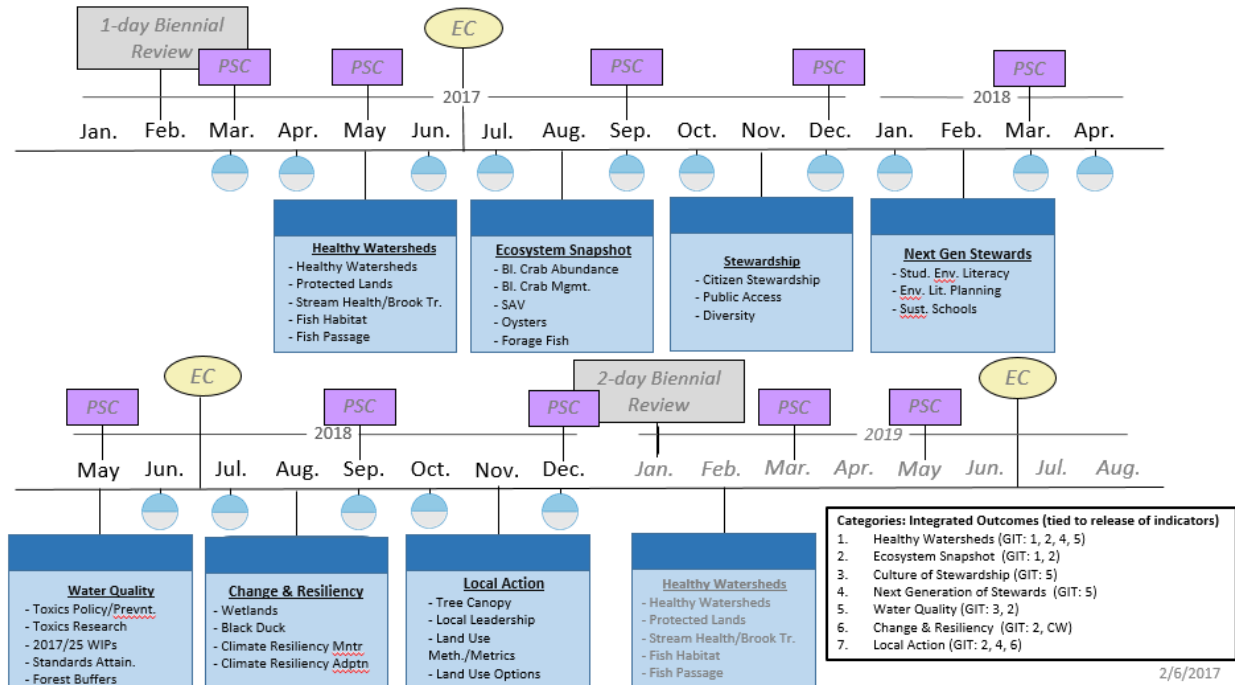 1-day Biennial
Review
EC
PSC
PSC
PSC
PSC
PSC
2017
2018
Jan. Feb. Mar. Apr. May Jun. Jul. Aug. Sep. Oct. Nov. Dec. Jan. Feb. Mar. Apr.
Healthy Watersheds
- Healthy Watersheds
- Protected Lands
- Stream Health/Brook Tr.
- Fish Habitat
- Fish Passage
Ecosystem Snapshot
- Bl. Crab Abundance
- Bl. Crab Mgmt.
- SAV
- Oysters
- Forage Fish
Stewardship
- Citizen Stewardship
- Public Access
- Diversity
Next Gen Stewards
- Stud. Env. Literacy
- Env. Lit. Planning
- Sust. Schools
EC
2-day Biennial
Review
EC
PSC
PSC
PSC
PSC
PSC
2018
2019
May Jun. Jul. Aug. Sep. Oct. Nov. Dec. Jan. Feb. Mar. Apr. May Jun. Jul. Aug.
Water Quality
- Toxics Policy/Prevnt.
- Toxics Research
- 2017/25 WIPs
- Standards Attain.
- Forest Buffers
Change & Resiliency
- Wetlands
- Black Duck
- Climate Resiliency Mntr
- Climate Resiliency Adptn
Local Action
- Tree Canopy
- Local Leadership
- Land Use
Meth./Metrics
- Land Use Options
Healthy Watersheds
- Healthy Watersheds
- Protected Lands
- Stream Health/Brook Tr.
- Fish Habitat
- Fish Passage
Categories: Integrated Outcomes (tied to release of indicators)
1. Healthy Watersheds (GIT: 1, 2, 4, 5)
2. Ecosystem Snapshot (GIT: 1, 2)
3. Culture of Stewardship (GIT: 5)
4. Next Generation of Stewards (GIT: 5)
5. Water Quality (GIT: 3, 2)
6. Change & Resiliency (GIT: 2, CW)
7. Local Action (GIT: 2, 4, 6)
2/6/2017